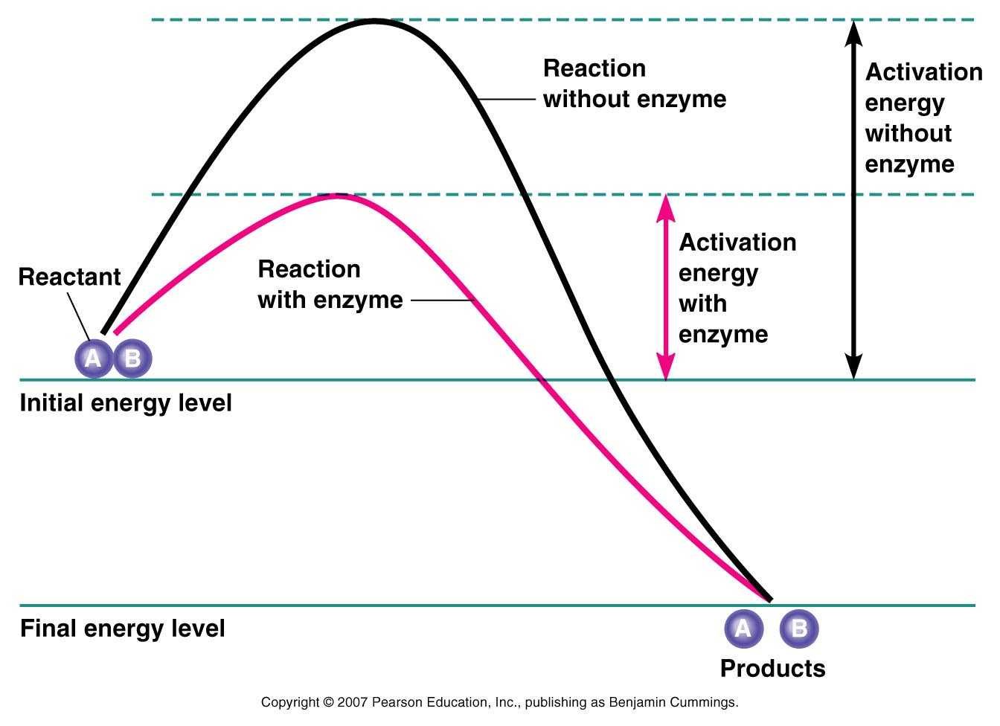 Reaction
without enzyme
Activation
energy
without
enzyme
Reactant
Reaction
with enzyme
Activation
energy
with
enzyme
A B
Initial energy level
Final energy level
A B
Products
Copyright © 2007 Pearson Education, Inc., publishing as Benjamin Cummings.